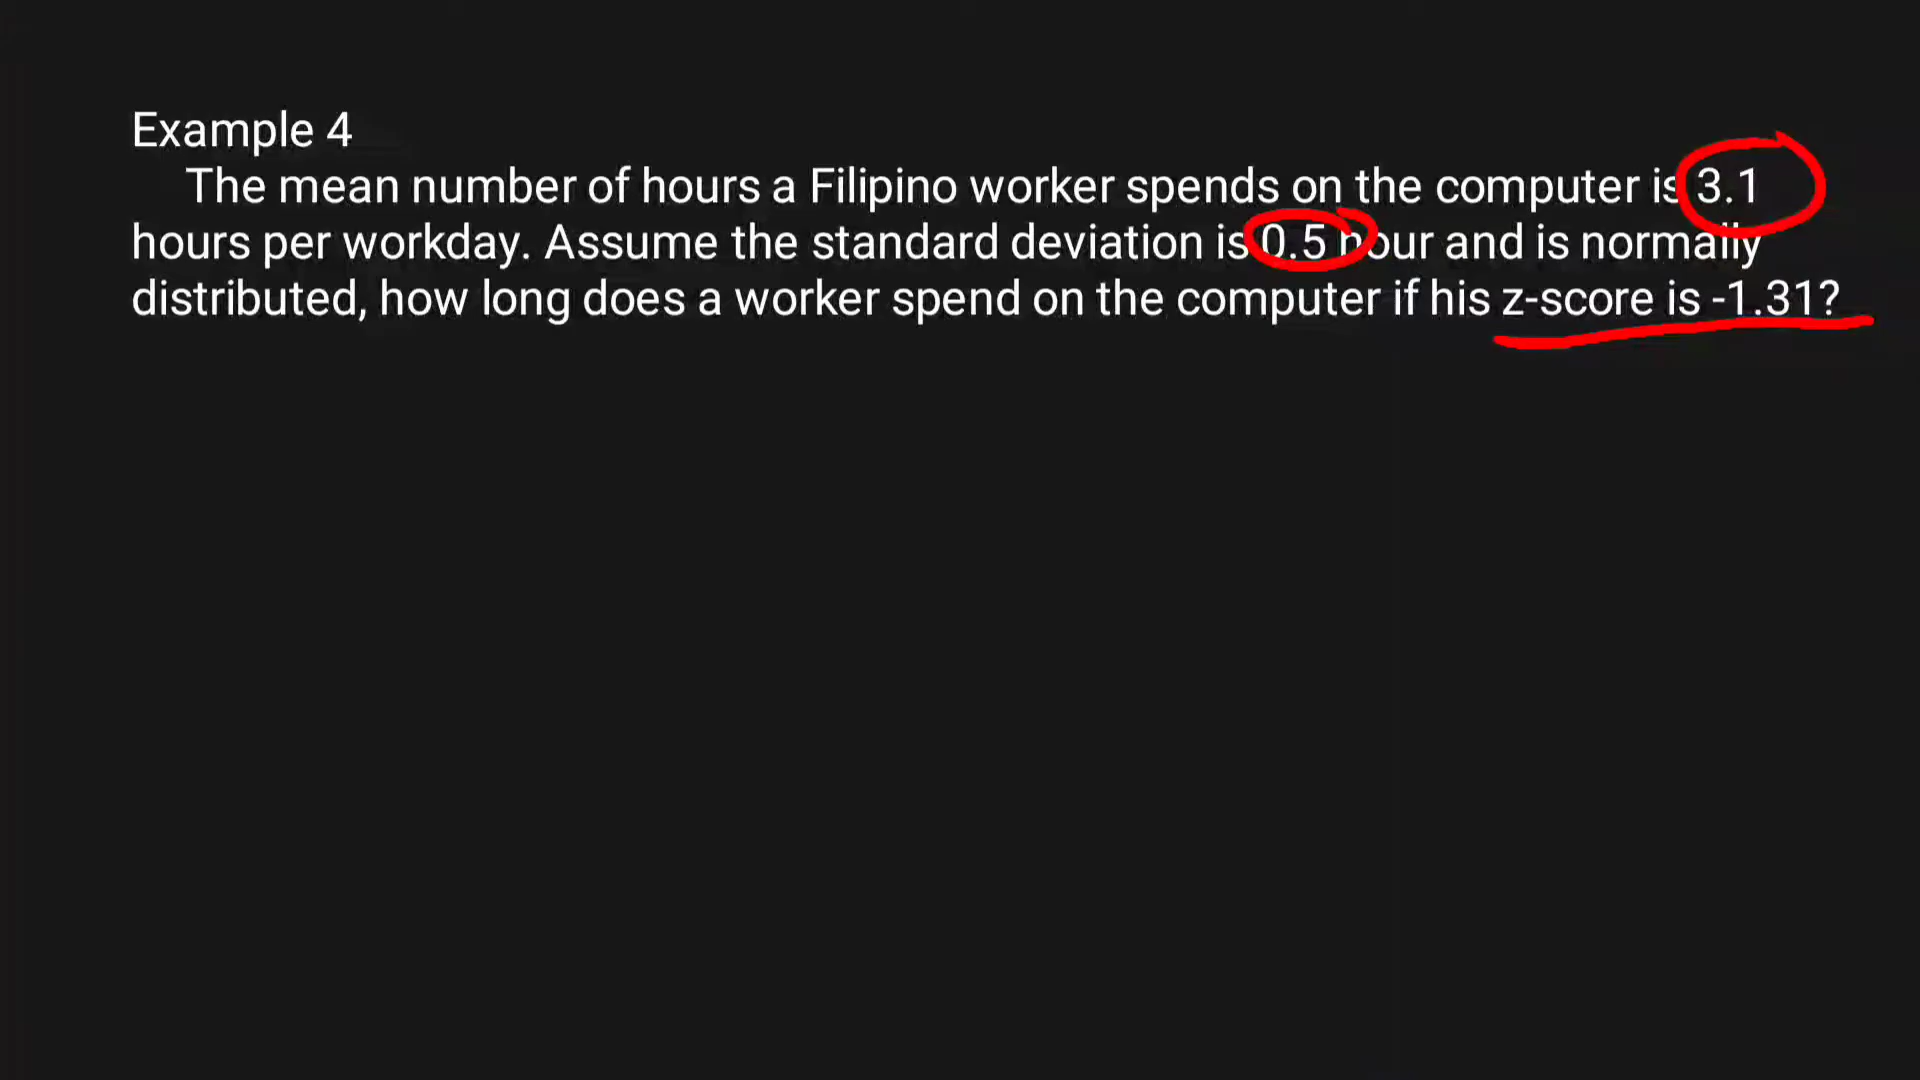 Example 4
The mean number of hours a Filipino worker spends on the computer is 3.1
hours per workday. Assume the standard deviation is 0.5 hour and is normally
distributed, how long does a worker spend on the computer if his z-score is -1.31?